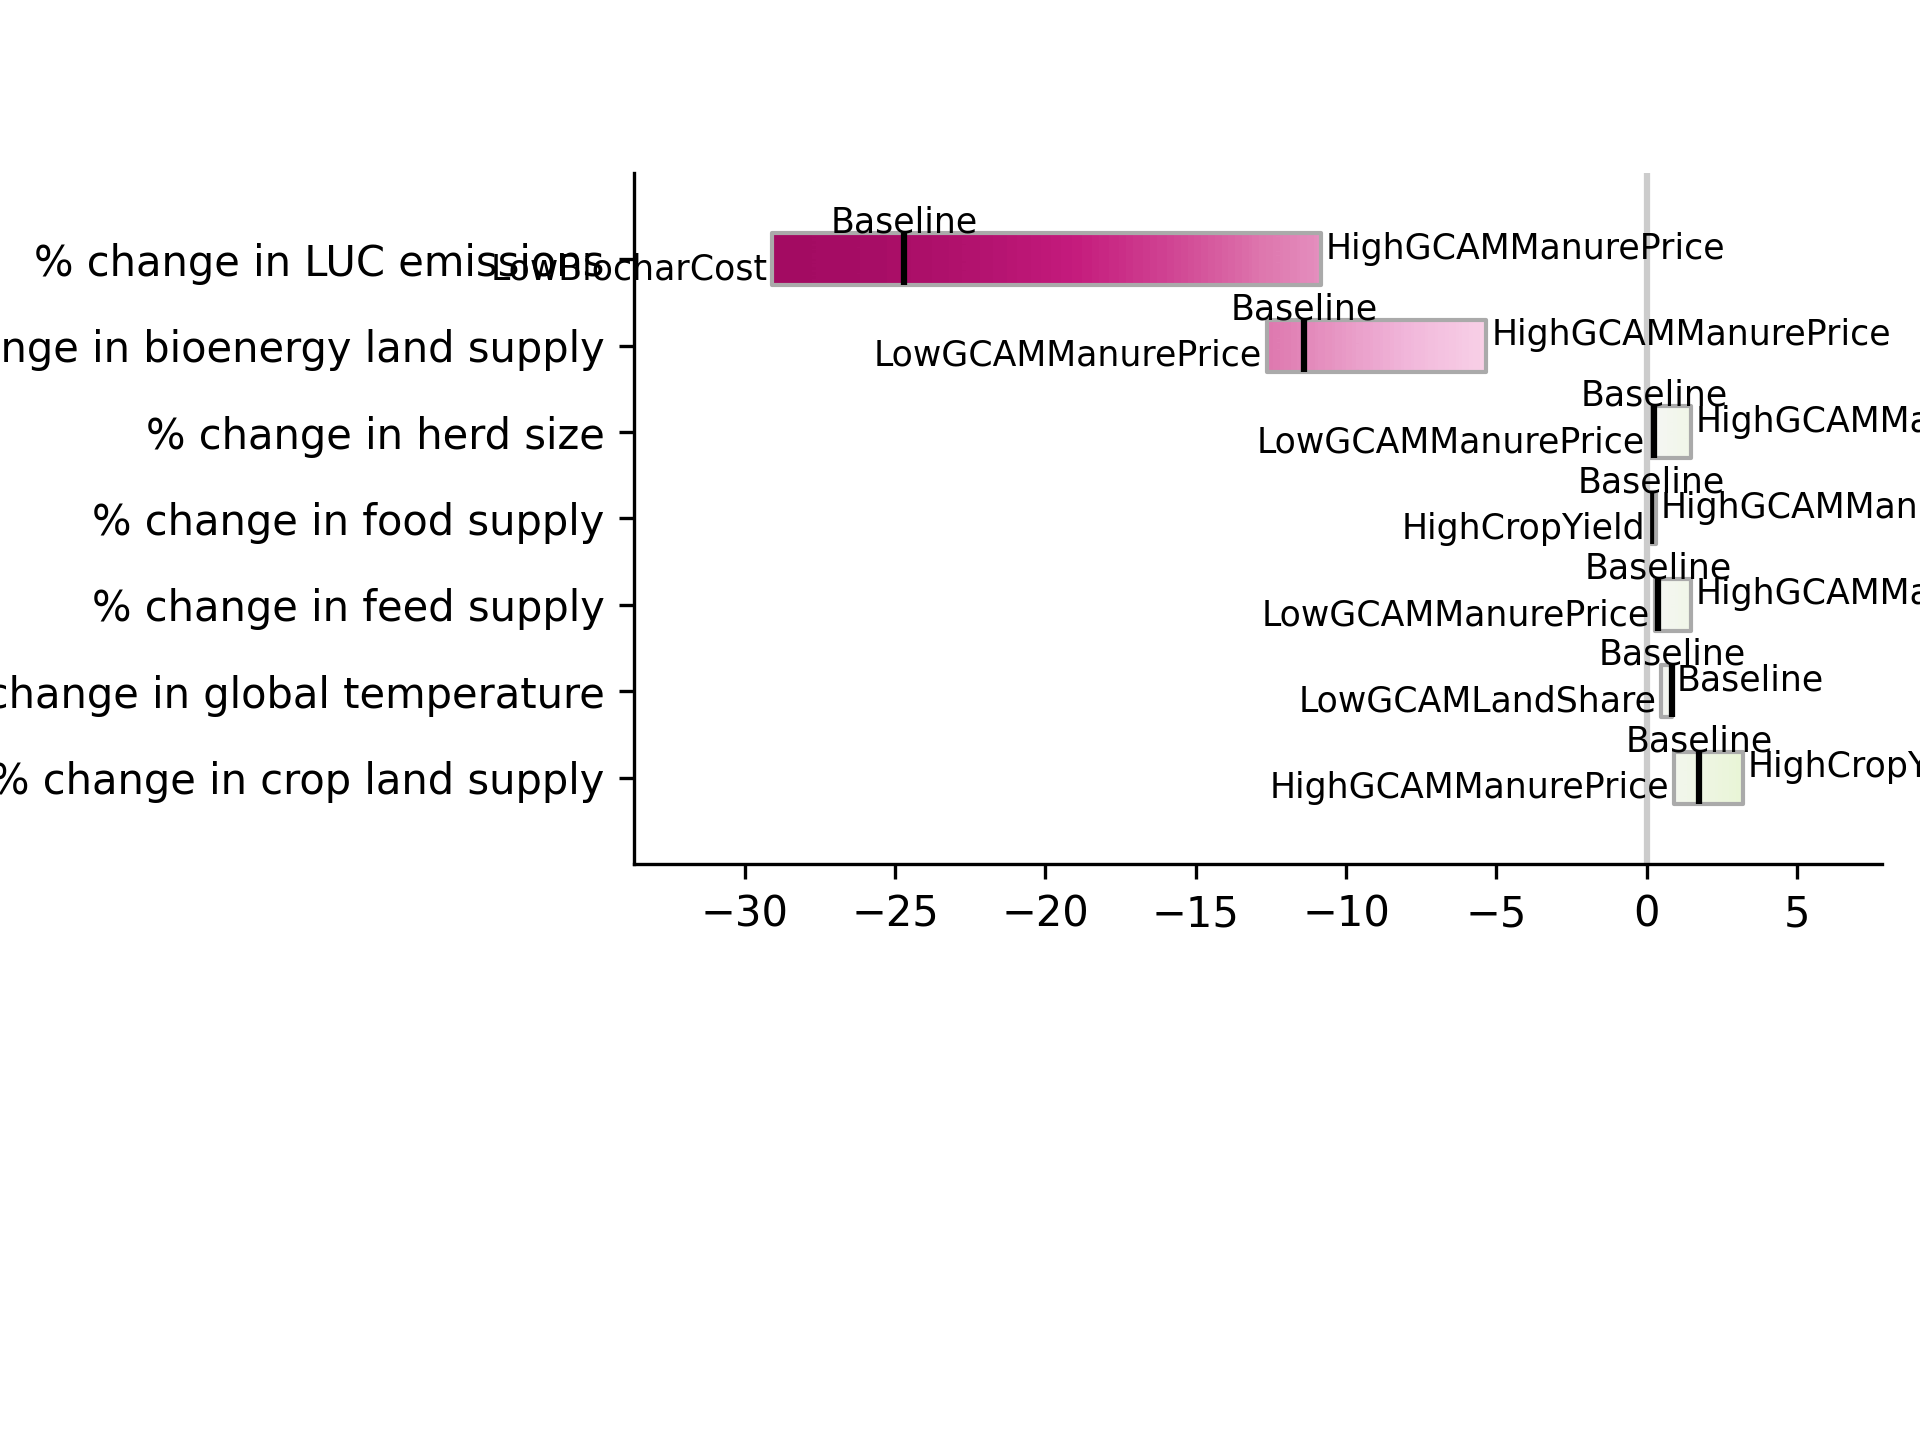 Baseline
% change in LUC emissions
LowBiocharCost
HighGCAMManurePrice
Baseline
nge in bioenergy land supply
LowGCAMManurePrice
HighGCAMManurePrice
Baseline
% change in herd size
LowGCAMManurePrice
HighGCAMMa
Baseline
% change in food supply
HighCropYield
HighGCAMMan
Baseline
% change in feed supply
LowGCAMManurePrice
HighGCAMMa
Baseline
change in global temperature
LowGCAMLandShare
Baseline
Baseline
% change in crop land supply
HighGCAMManurePrice
HighCropY
−30 −25 −20 −15 −10 −5 0 5